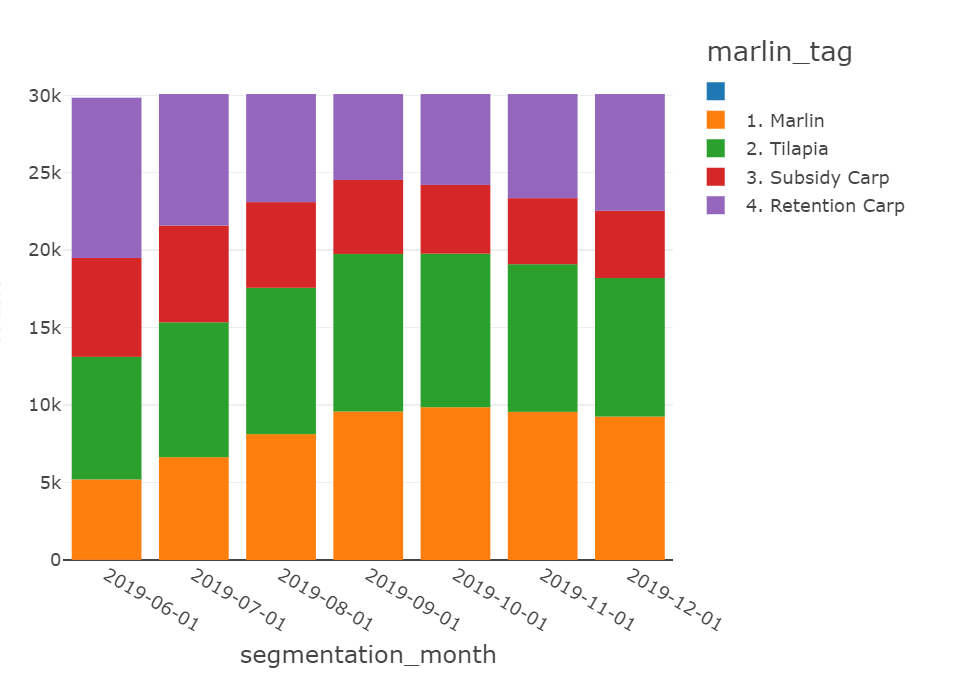 marlin_tag
1. Marlin
2. Tilapia
3. Subsidy Carp
4. Retention Carp
30k
25k
20k
15k
10k
5k
0
2019-06-01
2019-07-01
2019-08-01
2019-09-01
2019-10-01
2019-11-01
2019-12-01
segmentation_month